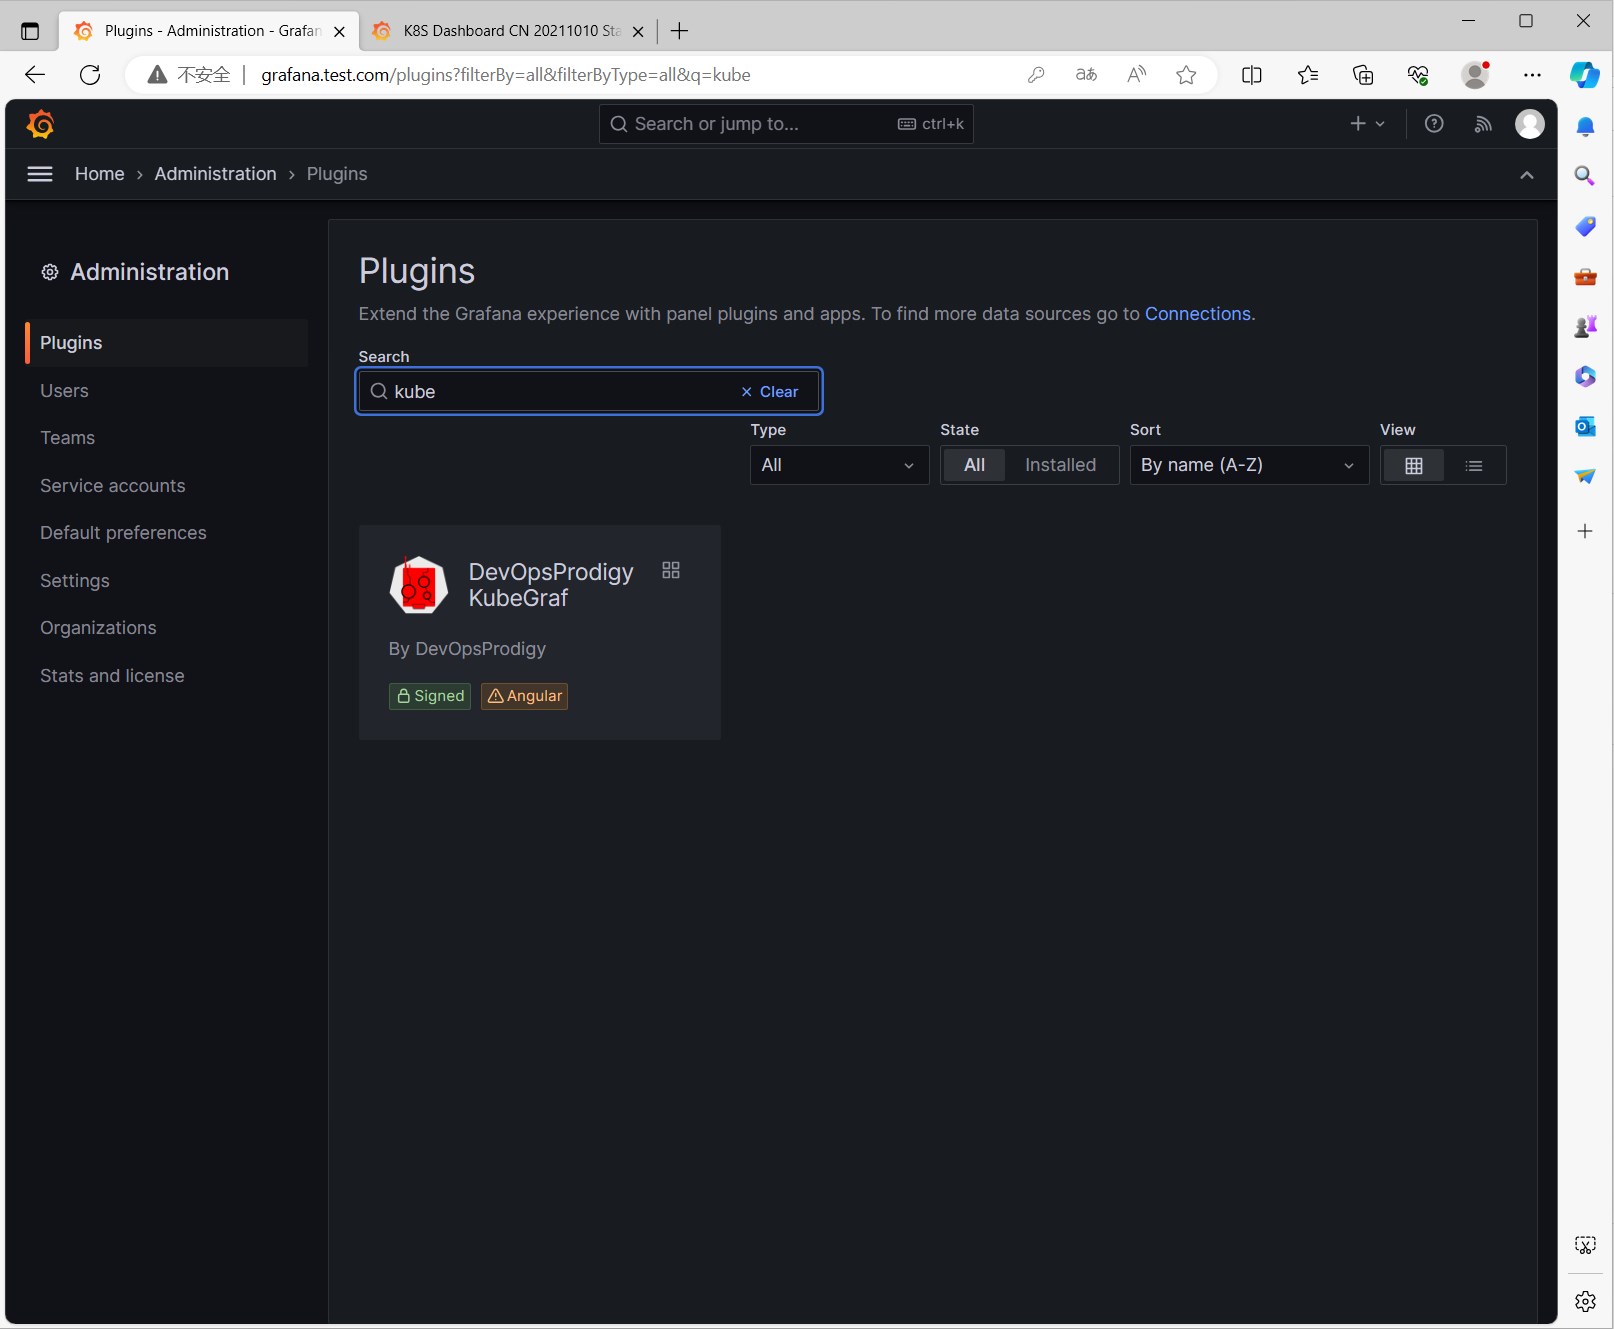 Plugins - Administration - Grafan
K8S Dashboard CN 20211010 Sta
不安全
grafana.test.com/plugins?filterBy=all&filterByType=all&q=kube
aあ
Search or jump to...
ctrl+k
Home › Administration › Plugins
Administration
Plugins
Users
Teams
Service accounts
Default preferences
Settings
Organizations
Stats and license
Plugins
Extend the Grafana experience with panel plugins and apps. To find more data sources go to Connections.
Search
kube
Clear
Type
State
Sort
View
All
All
Installed
By name (A-Z)
DevOpsProdigy
KubeGraf
By DevOpsProdigy
Signed
Angular